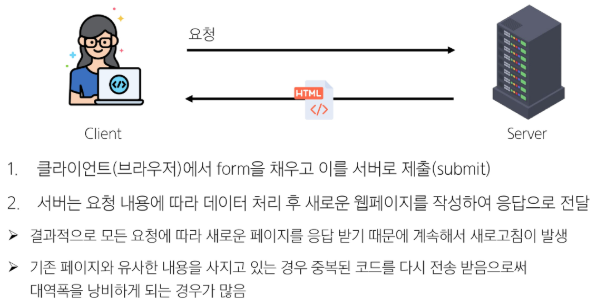 요청
HTML
</>
</>
Client
Server
1. 클라이언트(브라우저)에서 form을 채우고 이를 서버로 제출(submit)
2. 서버는 요청 내용에 따라 데이터 처리 후 새로운 웹페이지를 작성하여 응답으로 전달
➢ 결과적으로 모든 요청에 따라 새로운 페이지를 응답 받기 때문에 계속해서 새로고침이 발생
➢ 기존 페이지와 유사한 내용을 사지고 있는 경우 중복된 코드를 다시 전송 받음으로써
대역폭을 낭비하게 되는 경우가 많음